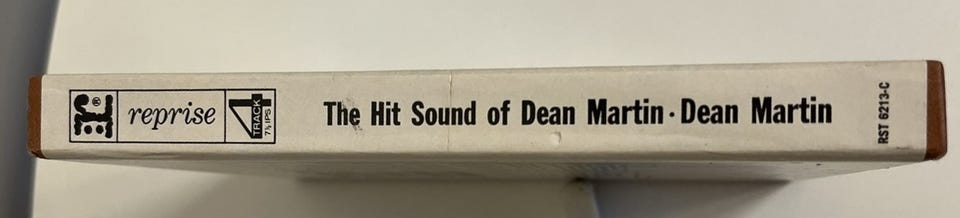 r:
®
reprise
4
TRACK
7½ IPS
The Hit Sound of Dean Martin · Dean Martin
RST 6213-C